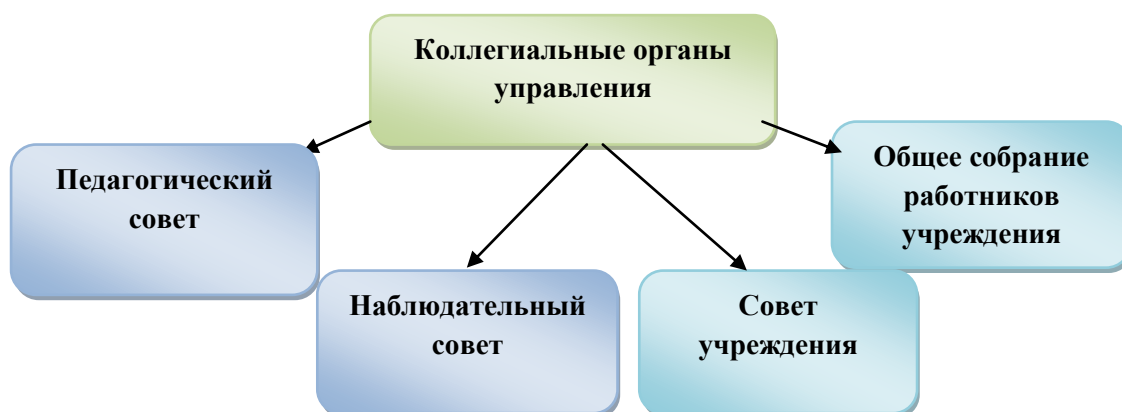 Коллегиальные органы
управления
Педагогический
совет
Общее собрание
работников
учреждения
Наблюдательный
совет
Совет
учреждения